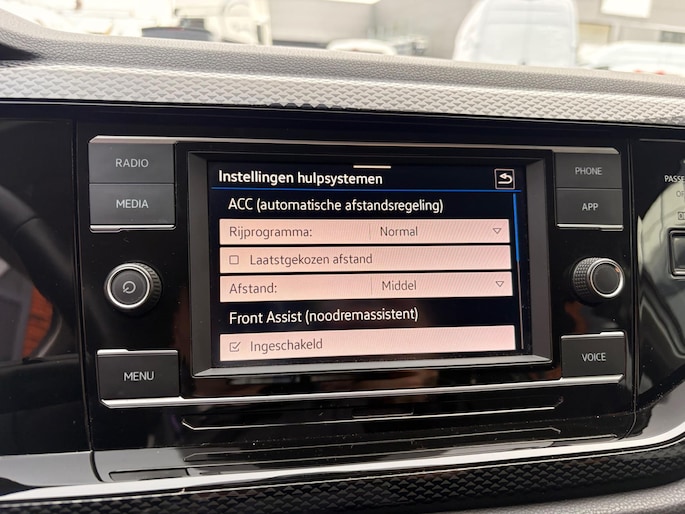 RADIO
MEDIA
MENU
Instellingen hulpsystemen
ACC (automatische afstandsregeling)
Rijprogramma: Normal
Laatstgekozen afstand
Afstand: Middel
Front Assist (noodremassistent)
Ingeschakeld
PHONE
APP
VOICE
PASSE